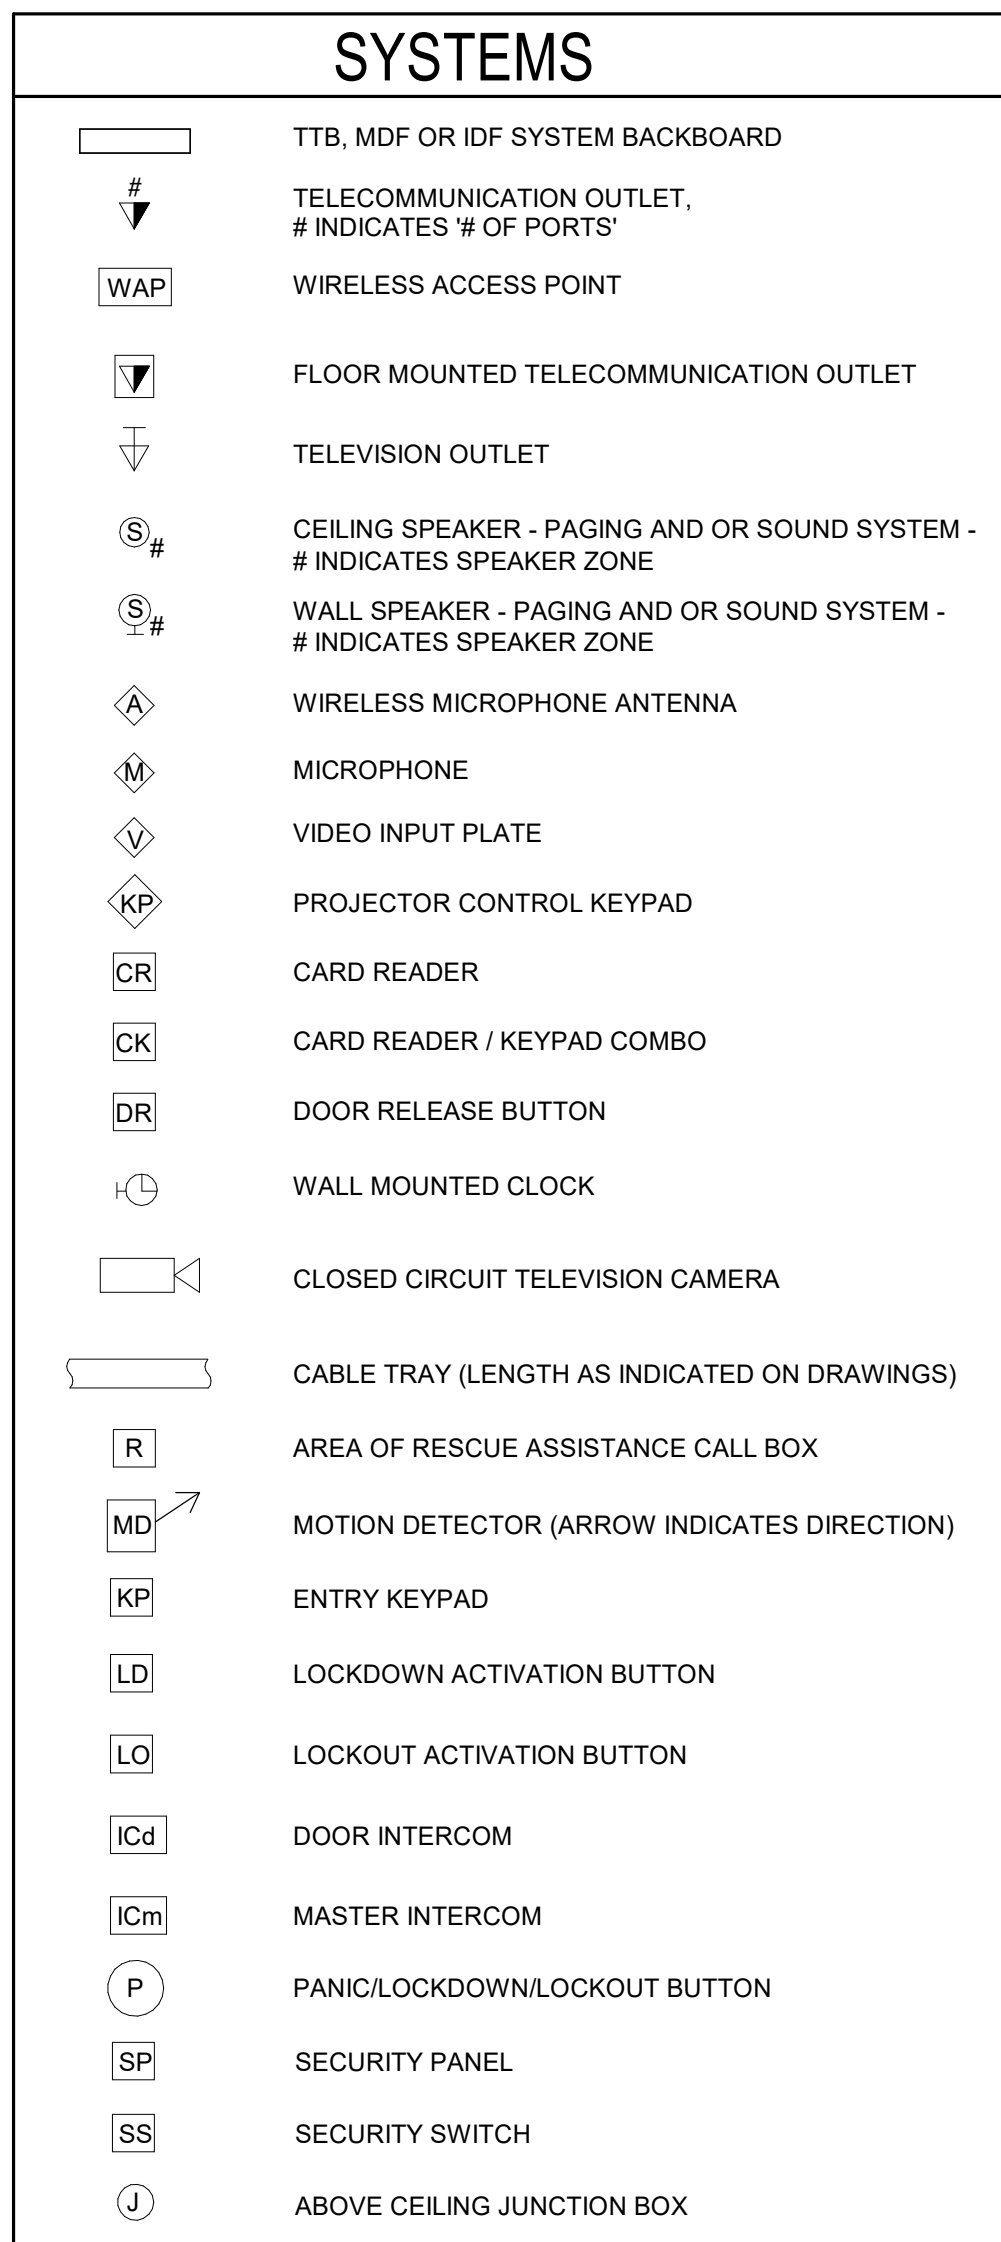 SYSTEMS
TTB, MDF OR IDF SYSTEM BACKBOARD
#
TELECOMMUNICATION OUTLET,
# INDICATES '# OF PORTS'
WAP WIRELESS ACCESS POINT
FLOOR MOUNTED TELECOMMUNICATION OUTLET
TELEVISION OUTLET
S # CEILING SPEAKER - PAGING AND OR SOUND SYSTEM -
# INDICATES SPEAKER ZONE
S # WALL SPEAKER - PAGING AND OR SOUND SYSTEM -
# INDICATES SPEAKER ZONE
A WIRELESS MICROPHONE ANTENNA
M MICROPHONE
V VIDEO INPUT PLATE
KP PROJECTOR CONTROL KEYPAD
CR CARD READER
CK CARD READER / KEYPAD COMBO
DR DOOR RELEASE BUTTON
WALL MOUNTED CLOCK
CLOSED CIRCUIT TELEVISION CAMERA
CABLE TRAY (LENGTH AS INDICATED ON DRAWINGS)
R AREA OF RESCUE ASSISTANCE CALL BOX
MD MOTION DETECTOR (ARROW INDICATES DIRECTION)
KP ENTRY KEYPAD
LD LOCKDOWN ACTIVATION BUTTON
LO LOCKOUT ACTIVATION BUTTON
ICd DOOR INTERCOM
ICm MASTER INTERCOM
P PANIC/LOCKDOWN/LOCKOUT BUTTON
SP SECURITY PANEL
SS SECURITY SWITCH
J ABOVE CEILING JUNCTION BOX